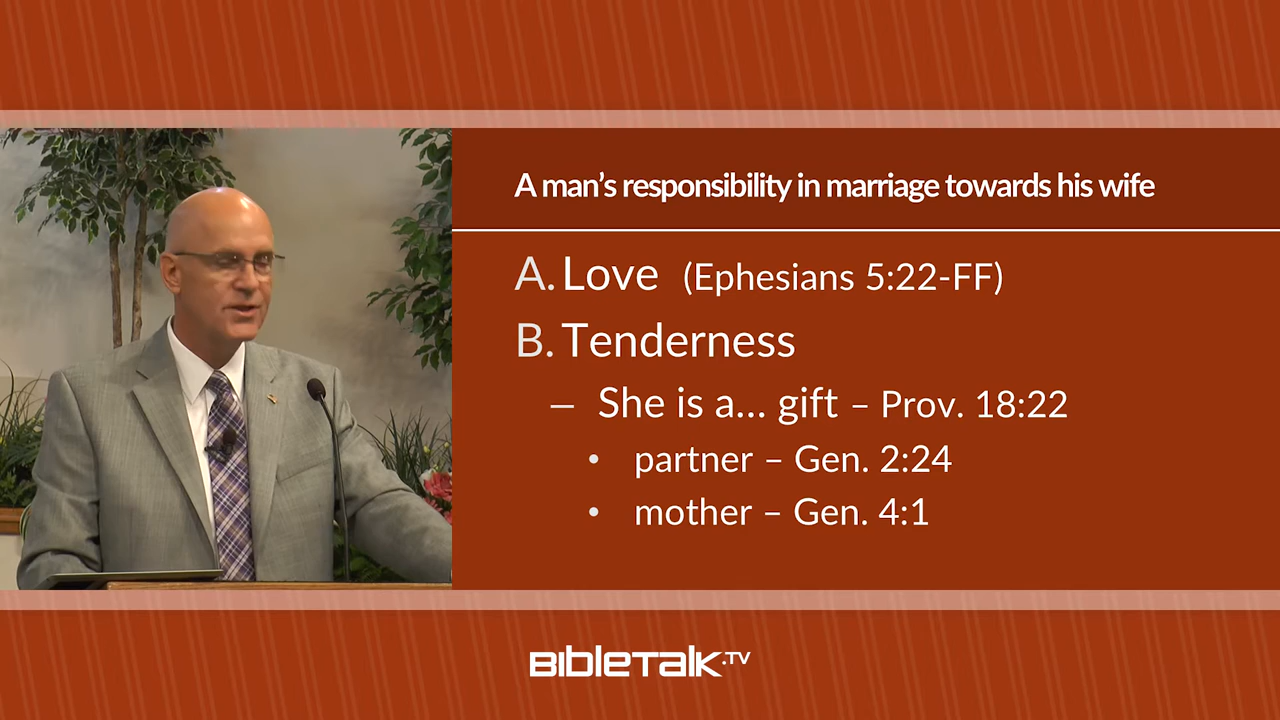 A man's responsibility in marriage towards his wife
A. Love (Ephesians 5:22-FF)
B. Tenderness
– She is a... gift – Prov. 18:22
• partner – Gen. 2:24
• mother – Gen. 4:1
BIBLETALK.TV